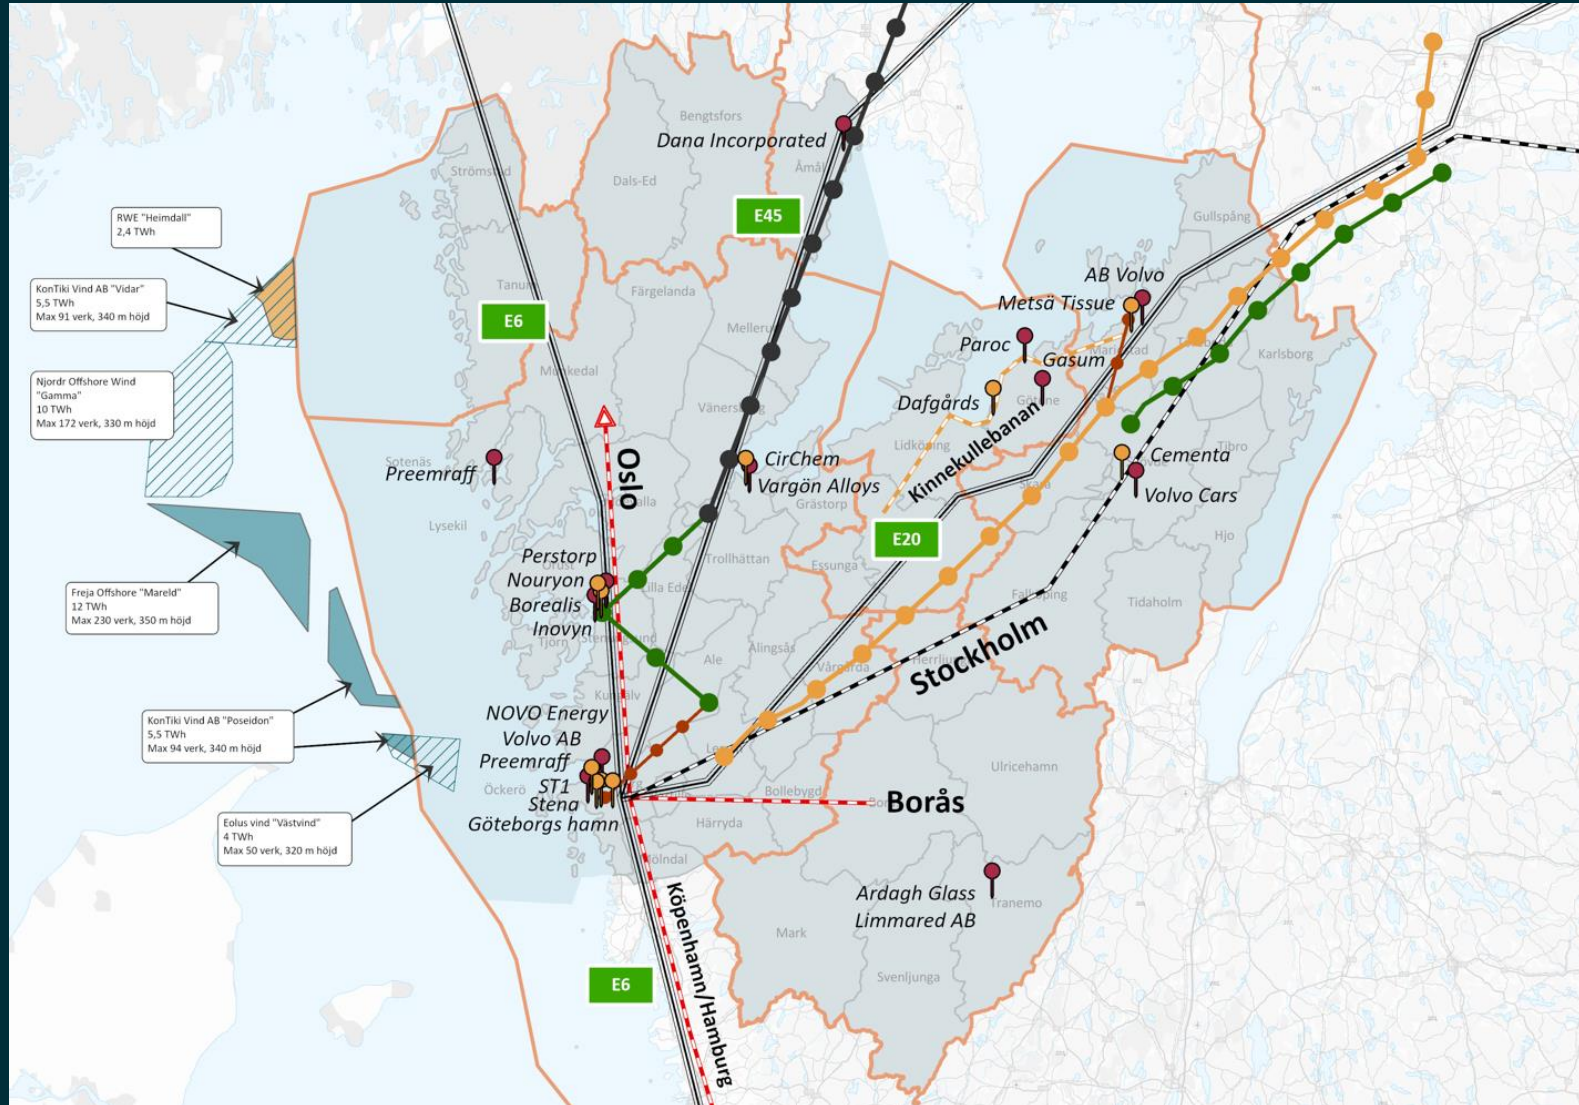 Bengtsfors
Dana Incorporated
Åmål
Strömstad
Dals-Ed
RWE "Heimdall"
2,4 TWh
E45
Gullspång
KonTiki Vind AB "Vidar"
5,5 TWh
Max 91 verk, 340 m höjd
Tanum
Färgelanda
E6
Mellerud
AB Volvo
Metsä Tissue
Paroc
Gasum
Mariestad
Karlsborg
Njordr Offshore Wind
"Gamma"
10 TWh
Max 172 verk, 330 m höjd
Munkedal
Vänersborg
Dafgårds
Götene
Kinnekullebanan
Lidköping
Tibro
Sotenäs
Preemraff
Oslo
CirChem
Vargön Alloys
Cementa
Volvo Cars
Skara
Grästorp
Lysekil
E20
Hjo
Perstorp
Nouryon
Borealis
Inovyn
Orust
Trollhättan
Lilla Edet
Essunga
Falköping
Tidaholm
Freja Offshore "Mareld"
12 TWh
Max 230 verk, 350 m höjd
Tjörn
Stenungsund
Ale
Alingsås
Vårgårda
Herrljunga
Stockholm
Kungälv
NOVO Energy
Volvo AB
Preemraff
ST1
Stena
Göteborgs hamn
KonTiki Vind AB "Poseidon"
5,5 TWh
Max 94 verk, 340 m höjd
Öckerö
Ulricehamn
Bollebygd
Borås
Härryda
Eolus vind "Västvind"
4 TWh
Max 50 verk, 320 m höjd
Mölndal
Ardagh Glass
Limmared AB
Tranemo
Mark
Svenljunga
Köpenhamn/Hamburg
E6